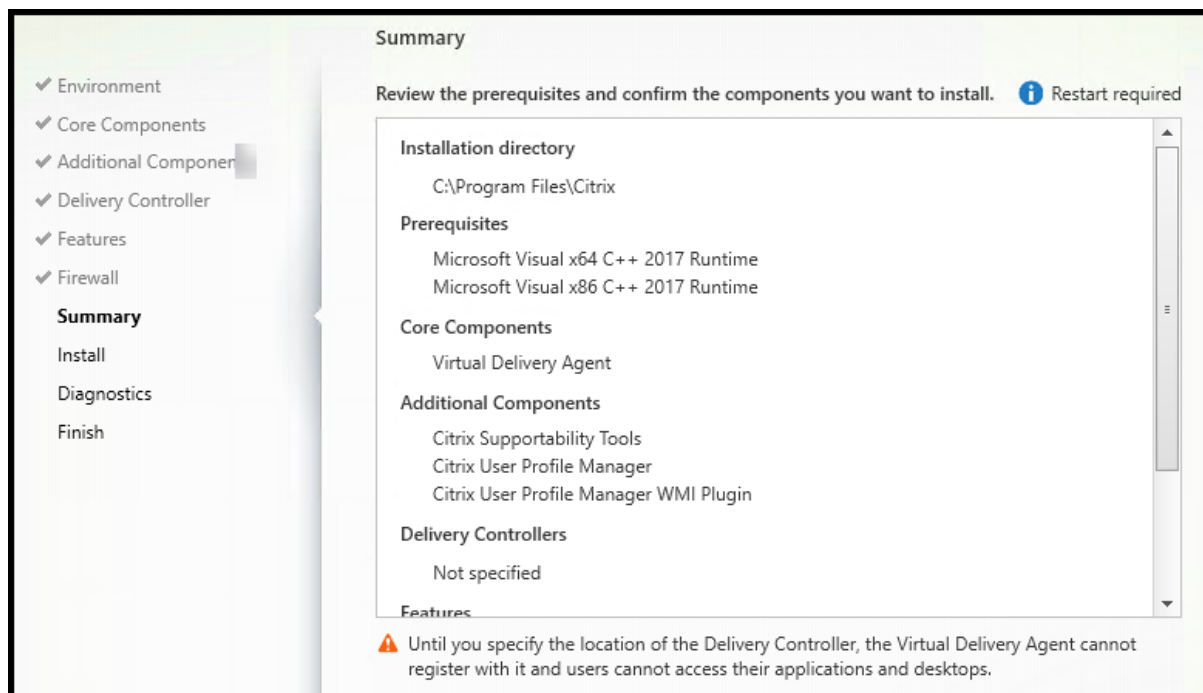 Summary
Environment
Core Components
Additional
Delivery Controller
Features
Firewall
Summary
Install
Diagnostics
Finish
Review the prerequisites and confirm the components you want to install.
Restart required
Installation directory
C:\Program Files\Citrix
Prerequisites
Microsoft Visual x64 C++ 2017 Runtime
Microsoft Visual x86 C++ 2017 Runtime
Core Components
Virtual Delivery Agent
Additional Components
Citrix Supportability Tools
Citrix User Profile Manager
Citrix User Profile Manager WMI Plugin
Delivery Controllers
Not specified
Features
Until you specify the location of the Delivery Controller, the Virtual Delivery Agent cannot
register with it and users cannot access their applications and desktops.